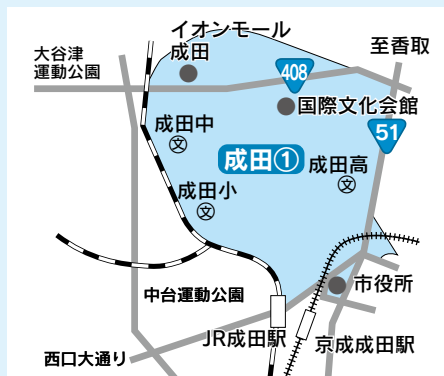 イオンモール
成田
大谷津
運動公園
至香取
408
国際文化会館
51
成田中
文
成田①
成田高
文
成田小
文
中台運動公園
市役所
JR成田駅
京成成田駅
西口大通り